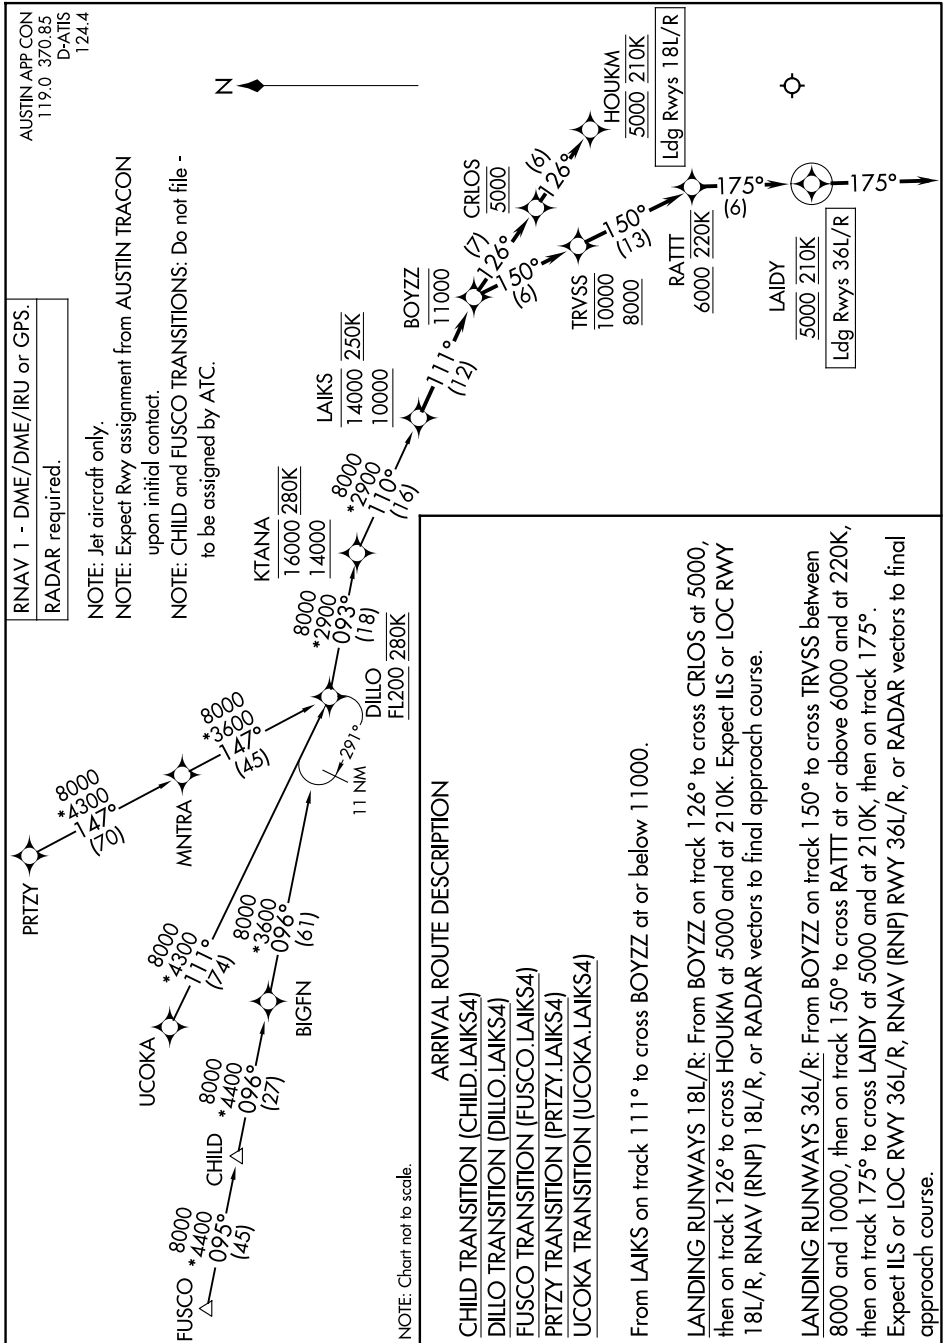 RNAV 1 - DME/DME/IRU or GPS.
RADAR required.
AUSTIN APP CON
119.0 370.85
D-ATIS
124.4
NOTE: Jet aircraft only.
NOTE: Expect Rwy assignment from AUSTIN TRACON
upon initial contact.
NOTE: CHILD and FUSCO TRANSITIONS: Do not file -
to be assigned by ATC.
N
PRTZY
8000
*4300
147°
(70)
MNTRA
8000
*3600
147°
(45)
UCOKA
8000
*4300
111°
(74)
FUSCO
8000
*4400
095°
(45)
CHILD
8000
*4400
096°
(27)
BIGFN
8000
*3600
096°
(61)
11 NM
291°
DILLO
FL200 280K
8000
*2900
093°
(18)
KTANA
16000 280K
14000
8000
*2900
110°
(16)
LAIKS
14000 250K
10000
111°
(12)
BOYZZ
11000
126°
(7)
CRLOS
5000
126°
(6)
HOUKM
5000 210K
Ldg Rwys 18L/R
150°
(6)
TRVSS
10000
8000
150°
(13)
RATTT
6000 220K
175°
(6)
LAIDY
5000 210K
Ldg Rwys 36L/R
175°
NOTE: Chart not to scale.
ARRIVAL ROUTE DESCRIPTION
CHILD TRANSITION (CHILD.LAIKS4)
DILLO TRANSITION (DILLO.LAIKS4)
FUSCO TRANSITION (FUSCO.LAIKS4)
PRTZY TRANSITION (PRTZY.LAIKS4)
UCOKA TRANSITION (UCOKA.LAIKS4)
From LAIKS on track 111° to cross BOYZZ at or below 11000.
LANDING RUNWAYS 18L/R: From BOYZZ on track 126° to cross CRLOS at 5000,
then on track 126° to cross HOUKM at 5000 and at 210K. Expect ILS or LOC RWY
18L/R, RNAV (RNP) 18L/R, or RADAR vectors to final approach course.
LANDING RUNWAYS 36L/R: From BOYZZ on track 150° to cross TRVSS between
8000 and 10000, then on track 150° to cross RATTT at or above 6000 and at 220K,
then on track 175° to cross LAIDY at 5000 and at 210K, then on track 175°.
Expect ILS or LOC RWY 36L/R, RNAV (RNP) RWY 36L/R, or RADAR vectors to final
approach course.